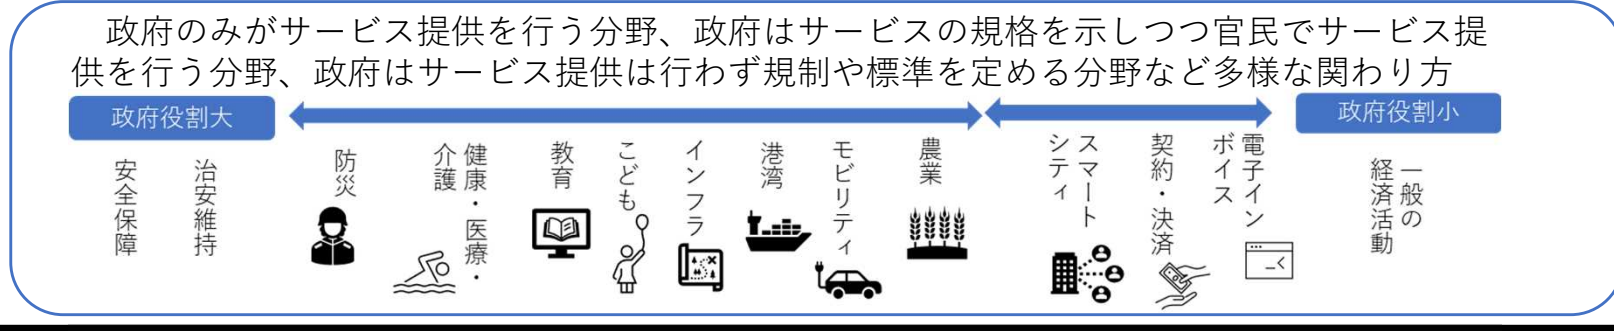 政府のみがサービス提供を行う分野、政府はサービスの規格を示しつつ官民でサービス提
供を行う分野、政府はサービス提供は行わず規制や標準を定める分野など多様な関わり方
政府役割大
政府役割小
安全保障
治安維持
防災
健康・医療・
介護
教育
こども
インフラ
港湾
モビリティ
農業
スマート
シティ
契約・決済
電子イン
ボイス
一般の
経済活動